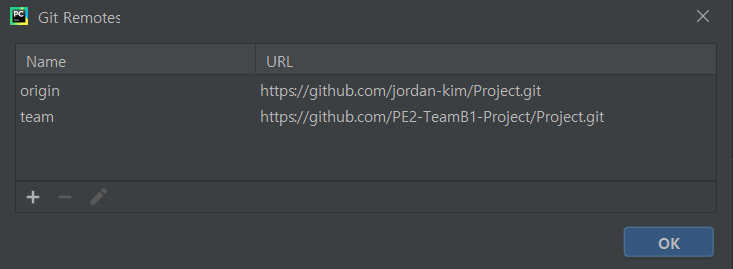 PC Git Remotes
Name URL
origin https://github.com/jordan-kim/Project.git
team https://github.com/PE2-TeamB1-Project/Project.git
OK